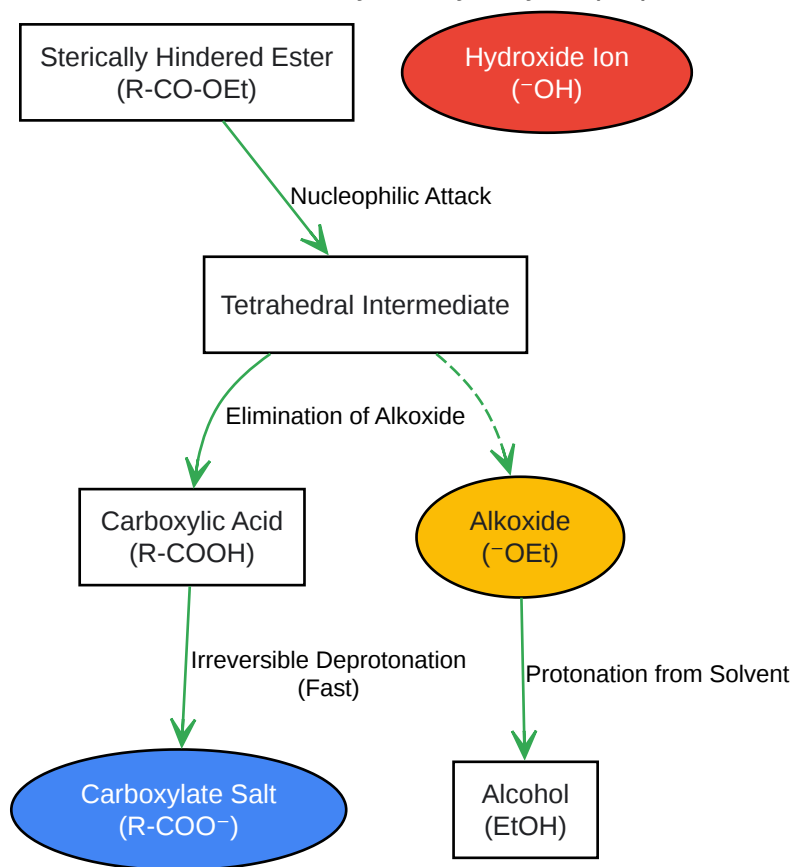 Sterically Hindered Ester
(R-CO-OEt)
Hydroxide Ion
(⁻OH)
Nucleophilic Attack
Tetrahedral Intermediate
Elimination of Alkoxide
Carboxylic Acid
(R-COOH)
Alkoxide
(⁻OEt)
Irreversible Deprotonation
(Fast)
Protonation from Solvent
Carboxylate Salt
(R-COO⁻)
Alcohol
(EtOH)